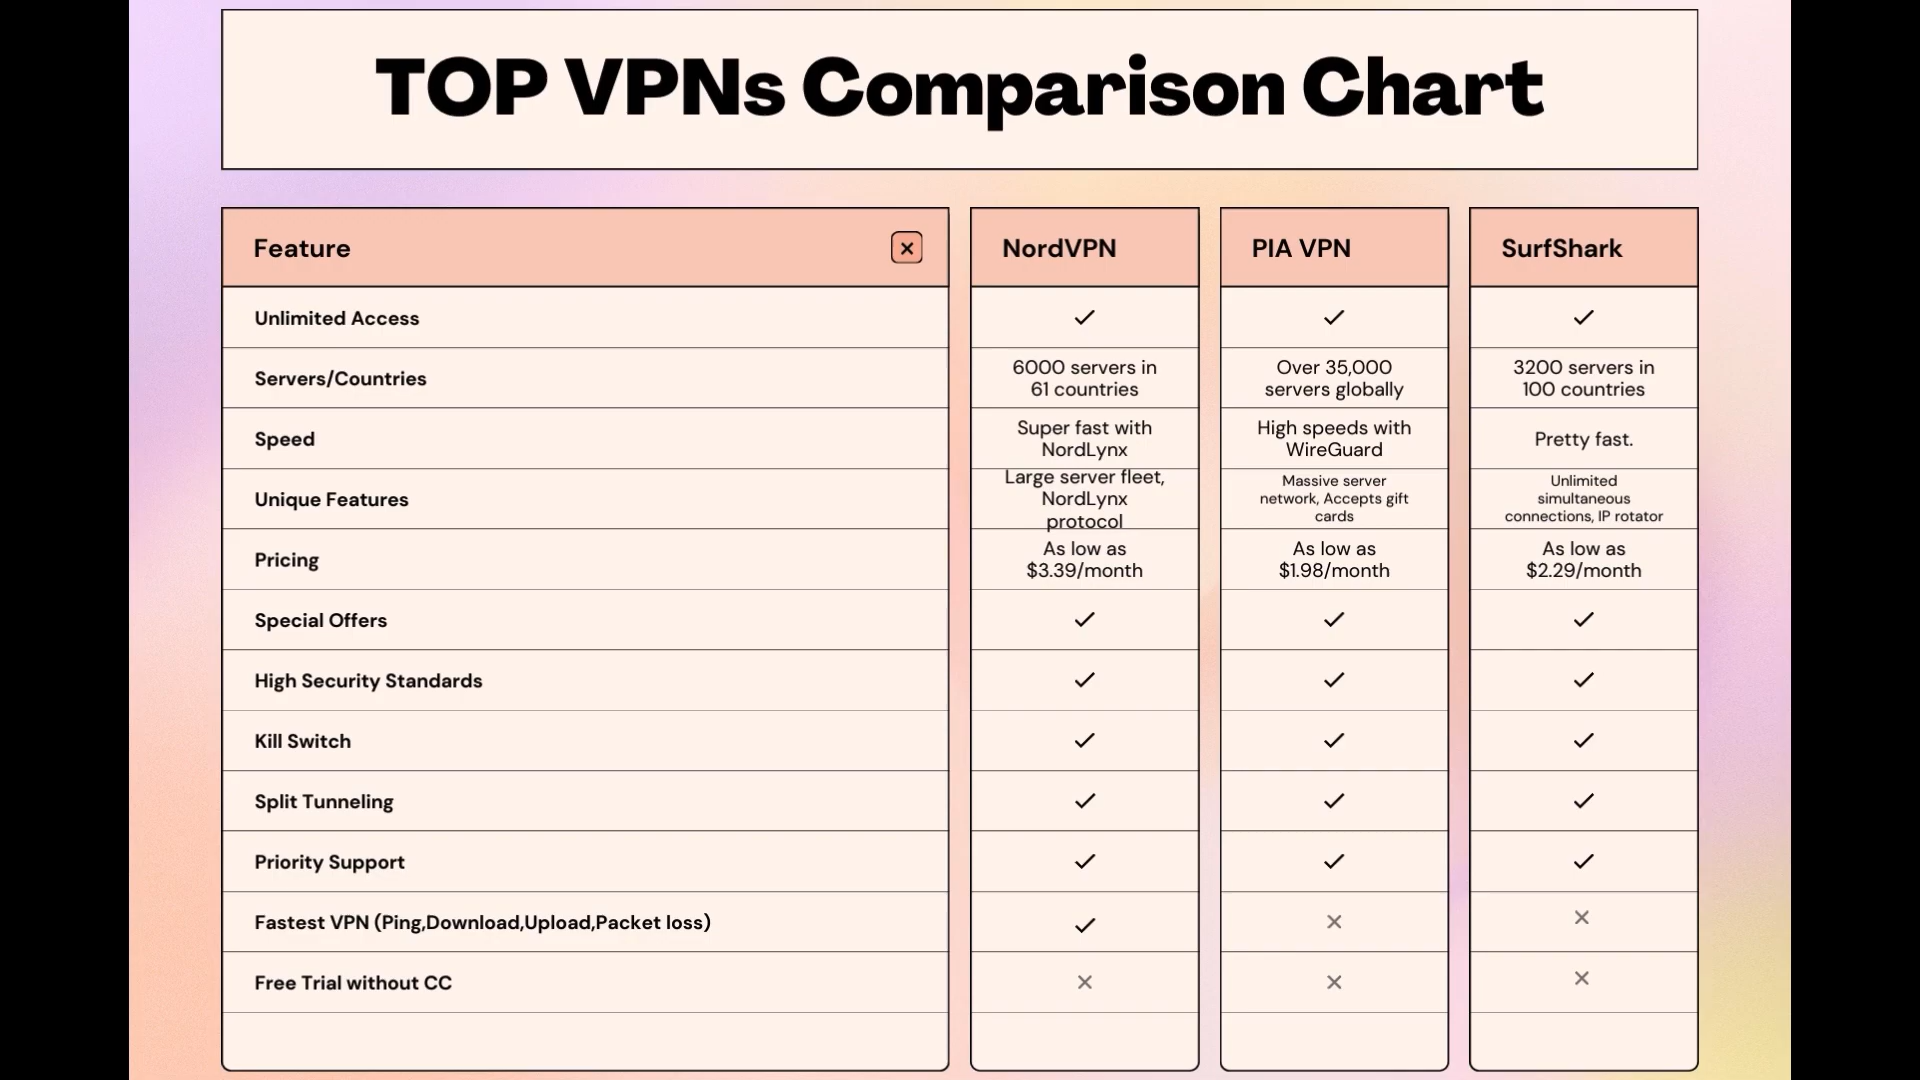 TOP VPNs Comparison Chart
Feature
NordVPN
PIA VPN
SurfShark
Unlimited Access
Servers/Countries
6000 servers in
61 countries
Over 35,000
servers globally
3200 servers in
100 countries
Speed
Super fast with
NordLynx
High speeds with
WireGuard
Pretty fast.
Unique Features
Large server fleet,
NordLynx
protocol
Massive server
network, Accepts gift
cards
Unlimited
simultaneous
connections, IP rotator
Pricing
As low as
$3.39/month
As low as
$1.98/month
As low as
$2.29/month
Special Offers
High Security Standards
Kill Switch
Split Tunneling
Priority Support
Fastest VPN (Ping,Download,Upload,Packet loss)
Free Trial without CC